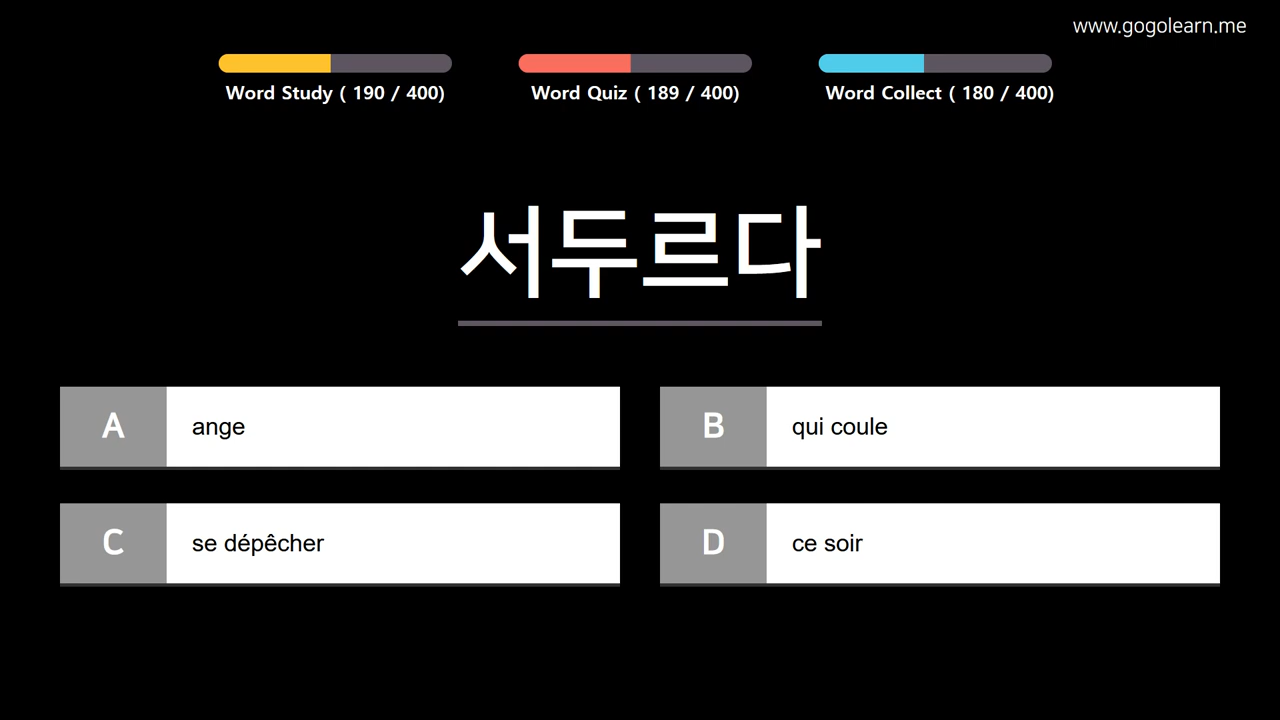 www.gogolearn.me
Word Study ( 190 / 400)
Word Quiz ( 189 / 400)
Word Collect ( 180 / 400)
서두르다
A
ange
B
qui coule
C
se dépêcher
D
ce soir